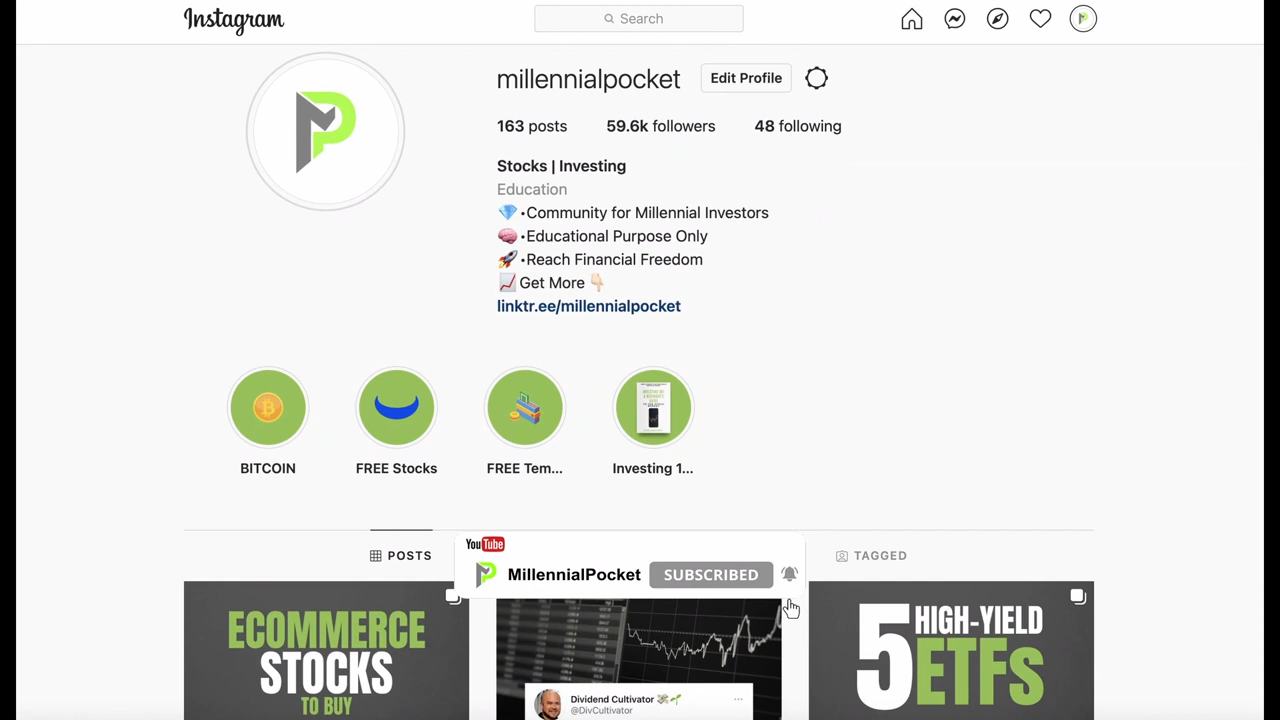 Instagram
Search
millennialpocket
Edit Profile
163 posts
59.6k followers
48 following
Stocks | Investing
Education
💎•Community for Millennial Investors
🧠•Educational Purpose Only
🚀•Reach Financial Freedom
📈 Get More 👇🏻
linktr.ee/millennialpocket
BITCOIN
FREE Stocks
FREE Tem...
Investing 1...
POSTS
TAGGED
YouTube
MillennialPocket
SUBSCRIBED
ECOMMERCE
STOCKS
TO BUY
Dividend Cultivator 💸🌱
@DivCultivator
5 HIGH-YIELD
ETFs